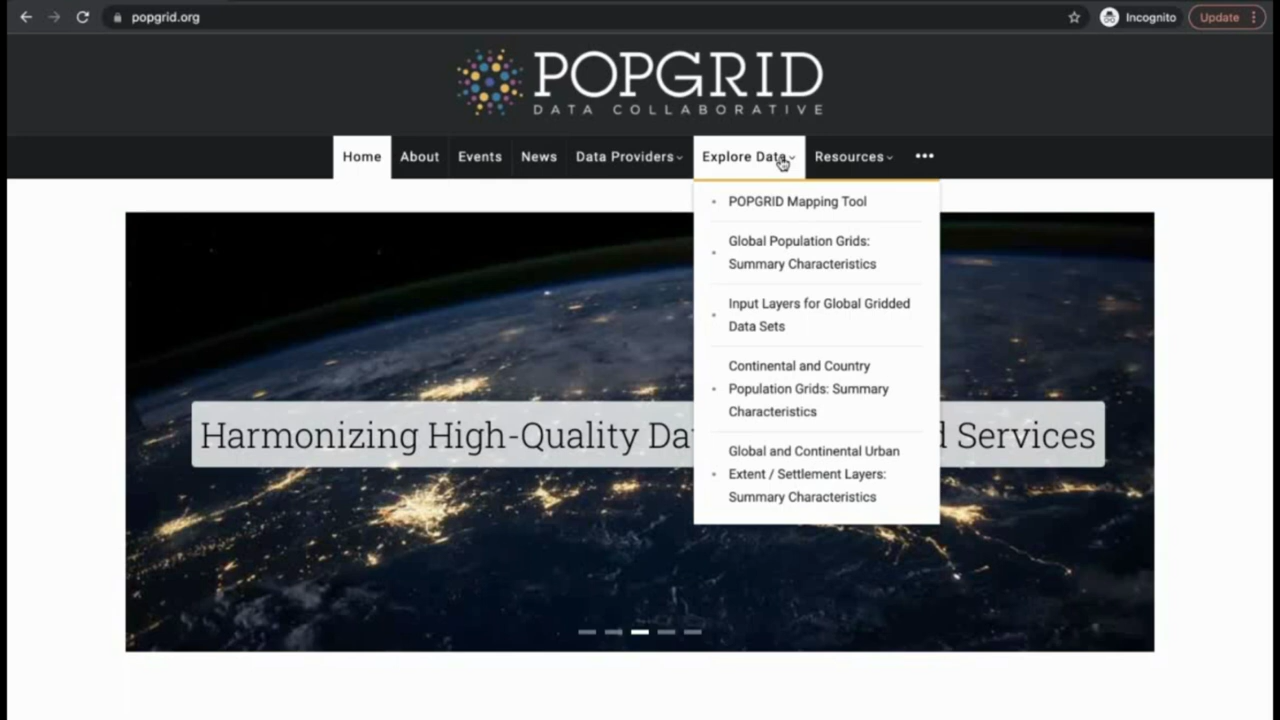 popgrid.org
Incognito
Update
POPGRID
DATA COLLABORATIVE
Home
About
Events
News
Data Providers
Explore Data
Resources
POPGRID Mapping Tool
Global Population Grids:
Summary Characteristics
Input Layers for Global Gridded
Data Sets
Continental and Country
Population Grids: Summary
Characteristics
Global and Continental Urban
Extent / Settlement Layers:
Summary Characteristics
Harmonizing High-Quality Services